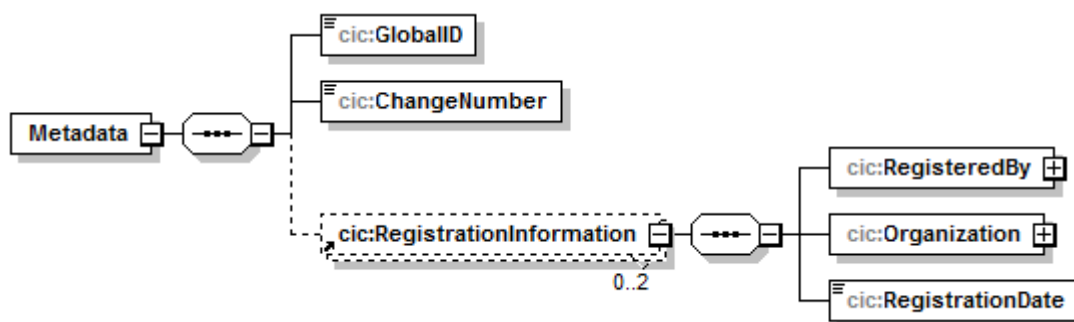 cic:GlobalID
cic:ChangeNumber
Metadata
cic:RegisteredBy
cic:RegistrationInformation
cic:Organization
0..2
cic:RegistrationDate